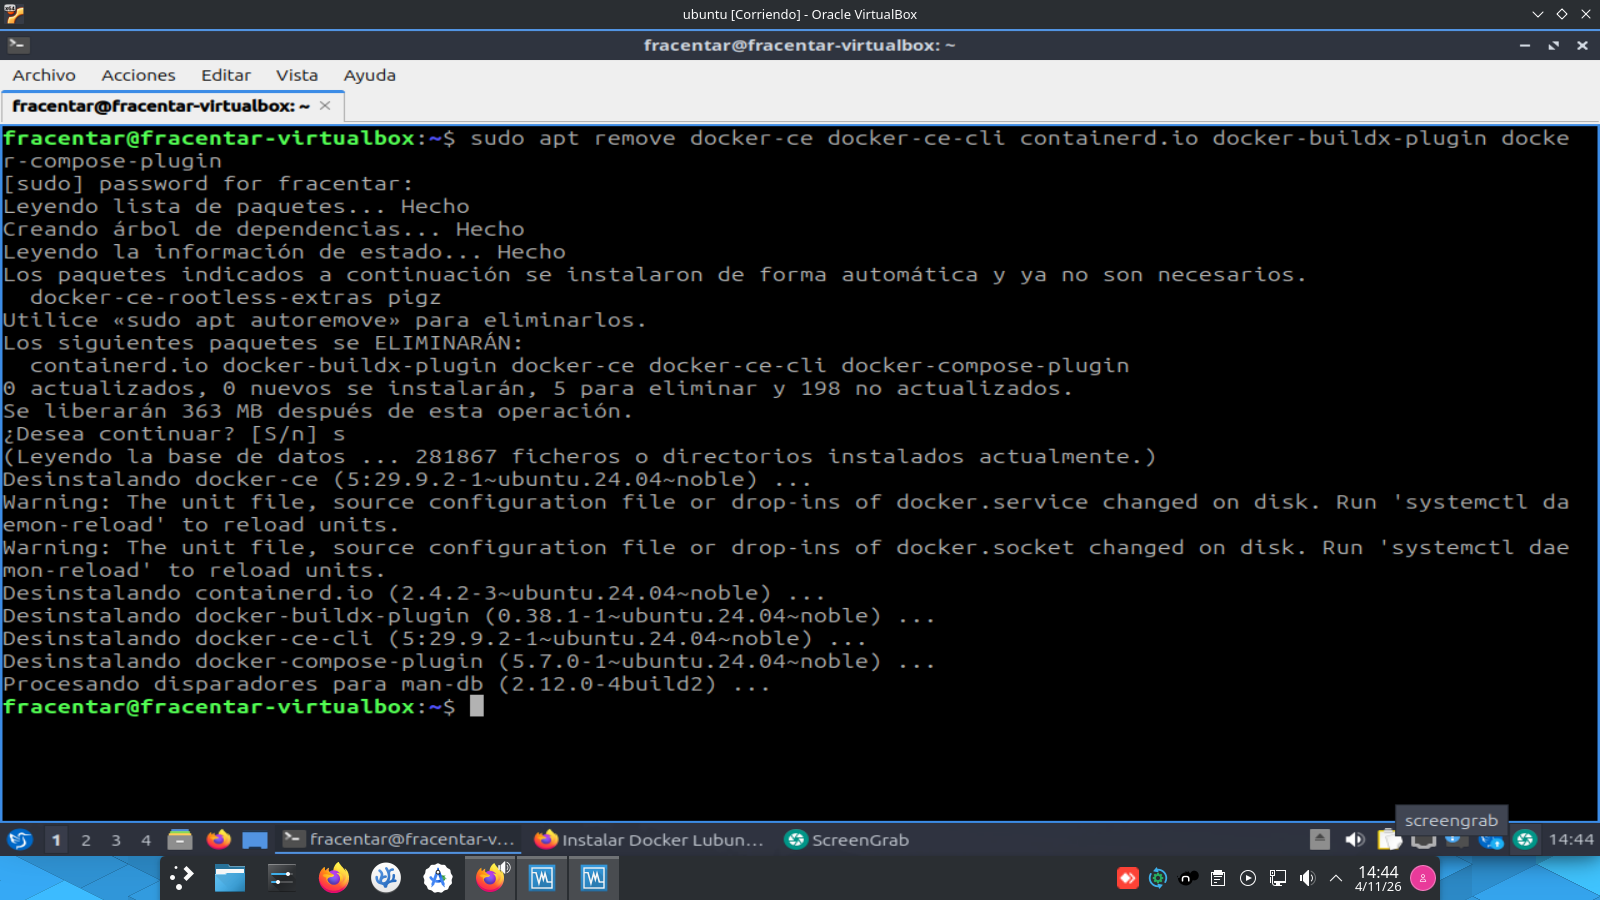 ubuntu [Corriendo] - Oracle VirtualBox
fracentar@fracentar-virtualbox: ~
Archivo Acciones Editar Vista Ayuda
fracentar@fracentar-virtualbox: ~
fracentar@fracentar-virtualbox:~$ sudo apt remove docker-ce docker-ce-cli containerd.io docker-buildx-plugin docke
r-compose-plugin
[sudo] password for fracentar:
Leyendo lista de paquetes... Hecho
Creando árbol de dependencias... Hecho
Leyendo la información de estado... Hecho
Los paquetes indicados a continuación se instalaron de forma automática y ya no son necesarios.
  docker-ce-rootless-extras pigz
Utilice «sudo apt autoremove» para eliminarlos.
Los siguientes paquetes se ELIMINARÁN:
  containerd.io docker-buildx-plugin docker-ce docker-ce-cli docker-compose-plugin
0 actualizados, 0 nuevos se instalarán, 5 para eliminar y 198 no actualizados.
Se liberarán 363 MB después de esta operación.
¿Desea continuar? [S/n] s
(Leyendo la base de datos ... 281867 ficheros o directorios instalados actualmente.)
Desinstalando docker-ce (5:29.9.2-1~ubuntu.24.04~noble) ...
Warning: The unit file, source configuration file or drop-ins of docker.service changed on disk. Run 'systemctl da
emon-reload' to reload units.
Warning: The unit file, source configuration file or drop-ins of docker.socket changed on disk. Run 'systemctl dae
mon-reload' to reload units.
Desinstalando containerd.io (2.4.2-3~ubuntu.24.04~noble) ...
Desinstalando docker-buildx-plugin (0.38.1-1~ubuntu.24.04~noble) ...
Desinstalando docker-ce-cli (5:29.9.2-1~ubuntu.24.04~noble) ...
Desinstalando docker-compose-plugin (5.7.0-1~ubuntu.24.04~noble) ...
Procesando disparadores para man-db (2.12.0-4build2) ...
fracentar@fracentar-virtualbox:~$
screengrab
1 2 3 4 fracentar@fracentar-v... Instalar Docker Lubun... ScreenGrab 14:44
14:44
4/11/26